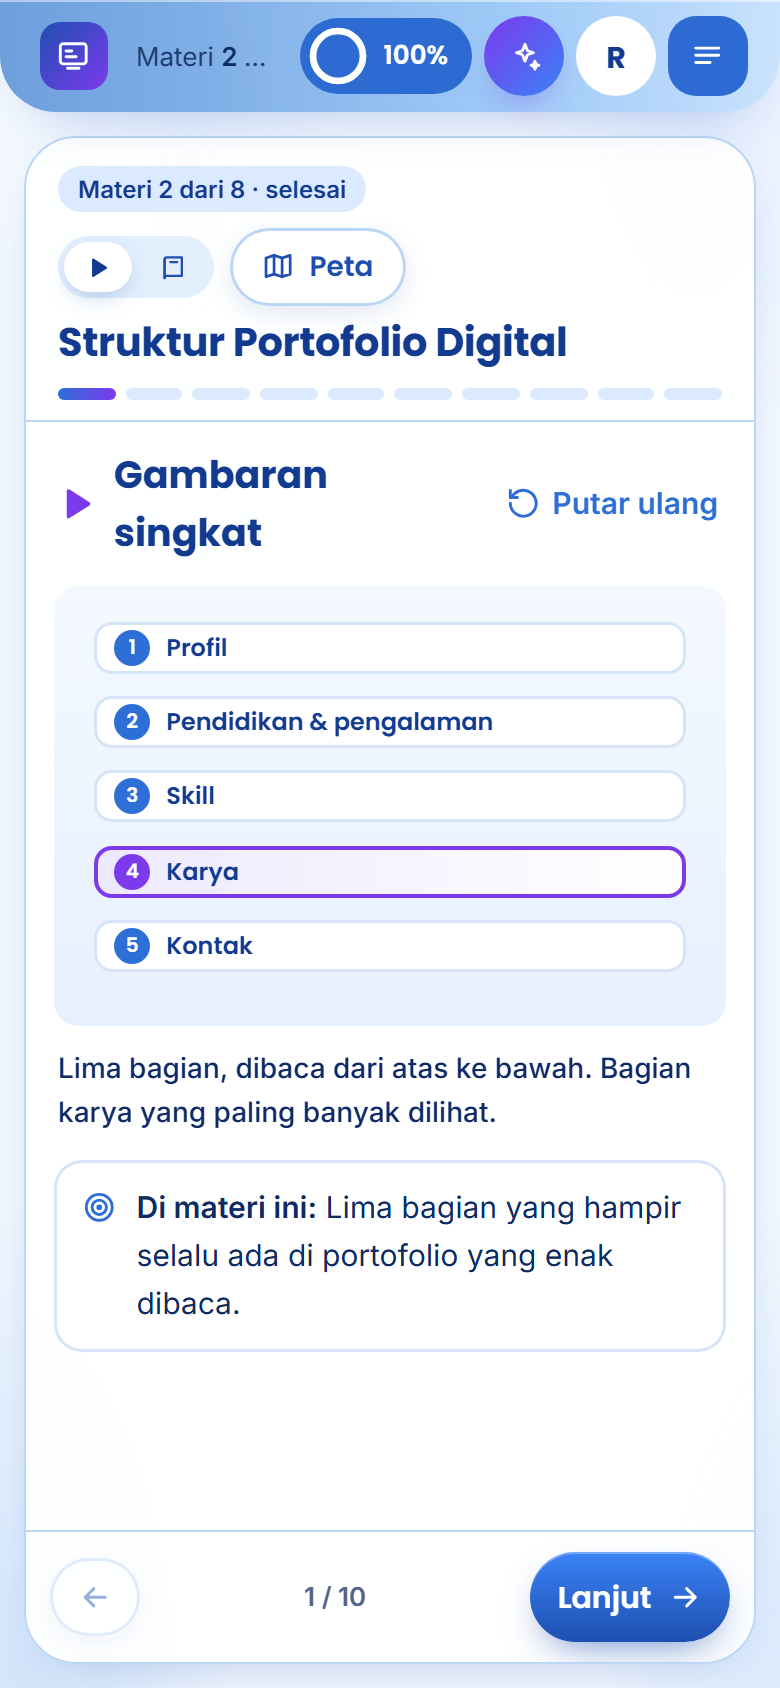 Materi 2 ...
100%
R
Materi 2 dari 8 · selesai
Peta
Struktur Portofolio Digital
Gambaran
singkat
Putar ulang
1 Profil
2 Pendidikan & pengalaman
3 Skill
4 Karya
5 Kontak
Lima bagian, dibaca dari atas ke bawah. Bagian
karya yang paling banyak dilihat.
Di materi ini: Lima bagian yang hampir
selalu ada di portofolio yang enak
dibaca.
1 / 10
Lanjut